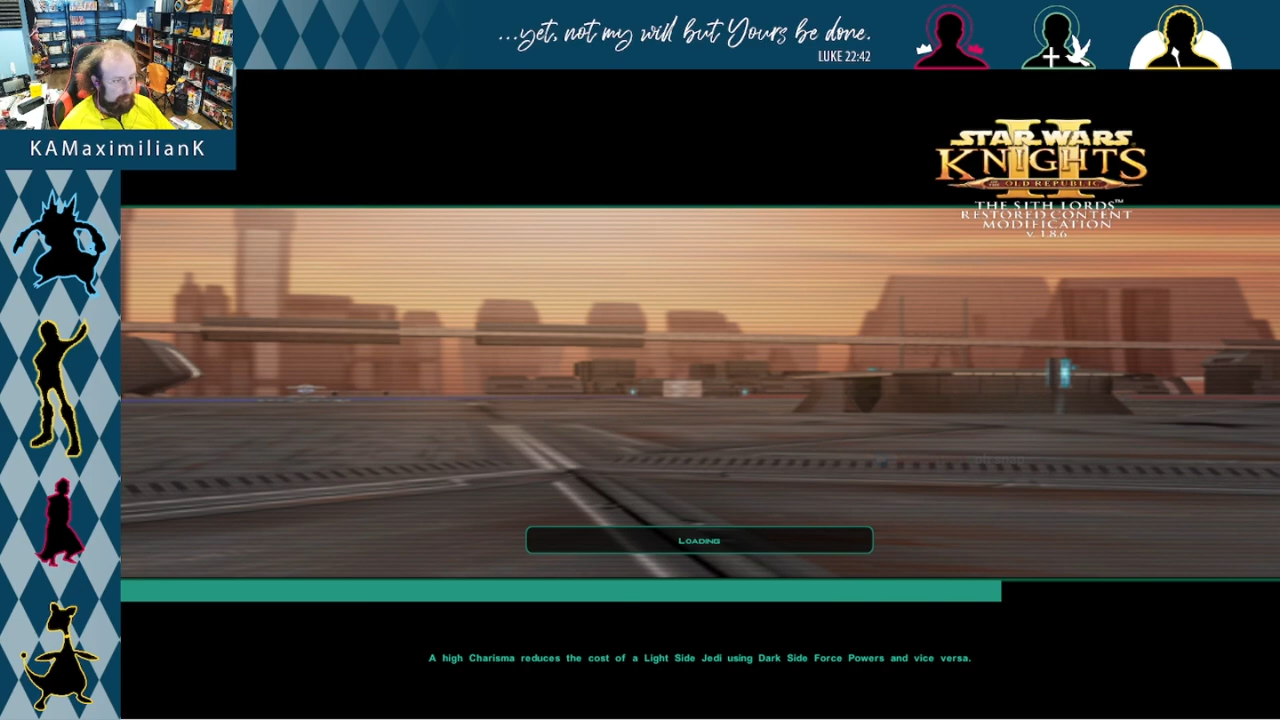 ...yet, not my will but Yours be done.
LUKE 22:42
KAMaximilianK
STAR WARS
II
KNIGHTS
OF THE OLD REPUBLIC
THE SITH LORDS™
RESTORED CONTENT
MODIFICATION
v. 1.8.6
LOADING
A high Charisma reduces the cost of a Light Side Jedi using Dark Side Force Powers and vice versa.